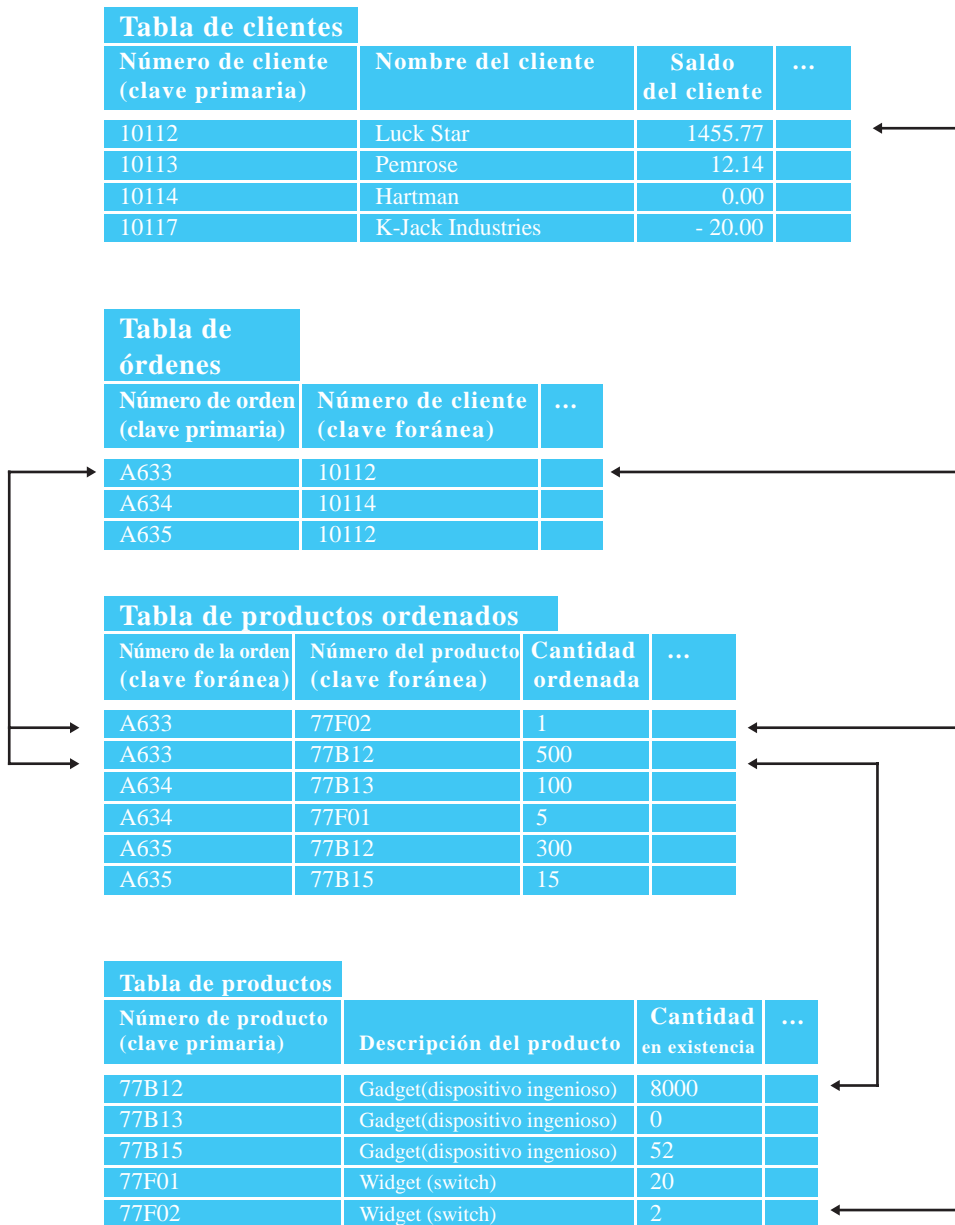 Tabla de clientes
Número de cliente (clave primaria) Nombre del cliente Saldo del cliente ...
10112 Luck Star 1455.77
10113 Pemrose 12.14
10114 Hartman 0.00
10117 K-Jack Industries - 20.00
Tabla de
órdenes
Número de orden (clave primaria) Número de cliente (clave foránea) ...
A633 10112
A634 10114
A635 10112
Tabla de productos ordenados
Número de la orden (clave foránea) Número del producto (clave foránea) Cantidad ordenada ...
A633 77F02 1
A633 77B12 500
A634 77B13 100
A634 77F01 5
A635 77B12 300
A635 77B15 15
Tabla de productos
Número de producto (clave primaria) Descripción del producto Cantidad en existencia ...
77B12 Gadget(dispositivo ingenioso) 8000
77B13 Gadget(dispositivo ingenioso) 0
77B15 Gadget(dispositivo ingenioso) 52
77F01 Widget (switch) 20
77F02 Widget (switch) 2